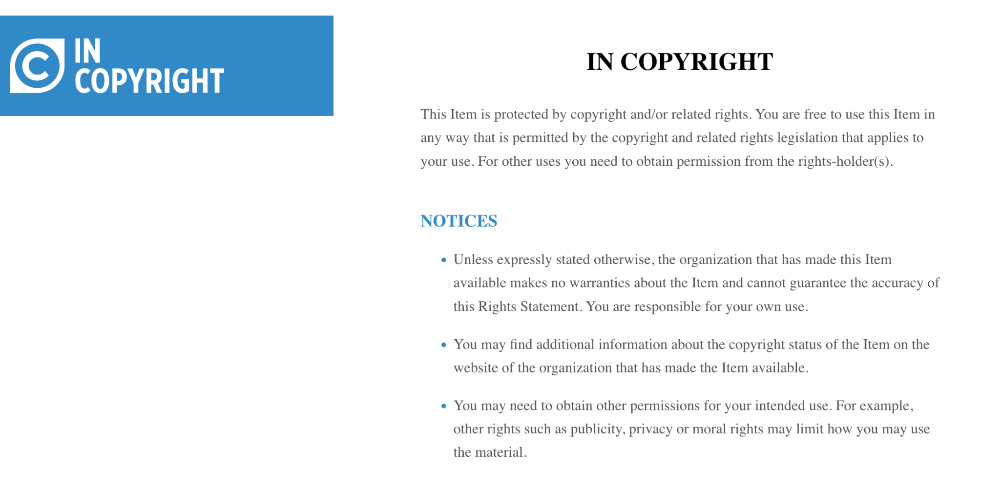 IN
COPYRIGHT
IN COPYRIGHT
This Item is protected by copyright and/or related rights. You are free to use this Item in
any way that is permitted by the copyright and related rights legislation that applies to
your use. For other uses you need to obtain permission from the rights-holder(s).
NOTICES
• Unless expressly stated otherwise, the organization that has made this Item
available makes no warranties about the Item and cannot guarantee the accuracy of
this Rights Statement. You are responsible for your own use.
• You may find additional information about the copyright status of the Item on the
website of the organization that has made the Item available.
• You may need to obtain other permissions for your intended use. For example,
other rights such as publicity, privacy or moral rights may limit how you may use
the material.